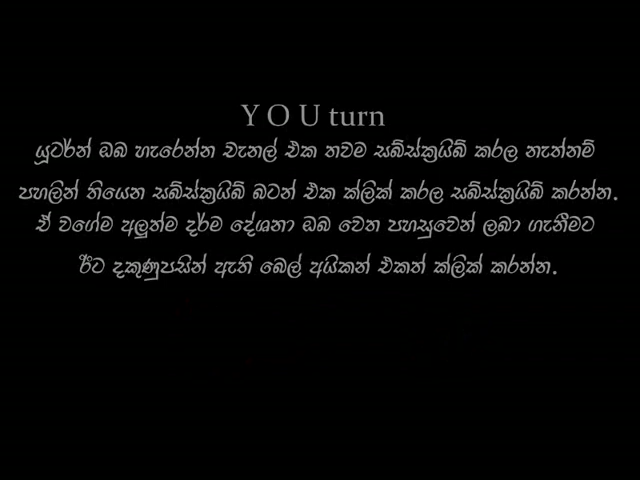 Y O U turn
යූටර්න් ඔබ හැරෙන්න චැනල් එක තවම සබ්ස්ක්‍රයිබ් කරල නැත්නම්
පහලින් තියෙන සබ්ස්ක්‍රයිබ් බටන් එක ක්ලික් කරල සබ්ස්ක්‍රයිබ් කරන්න.
ඒ වගේම අලුත්ම දර්ම දේශනා ඔබ වෙත පහසුවෙන් ලබා ගැනීමට
ඊට දකුණුපසින් ඇති බෙල් අයිකන් එකත් ක්ලික් කරන්න.